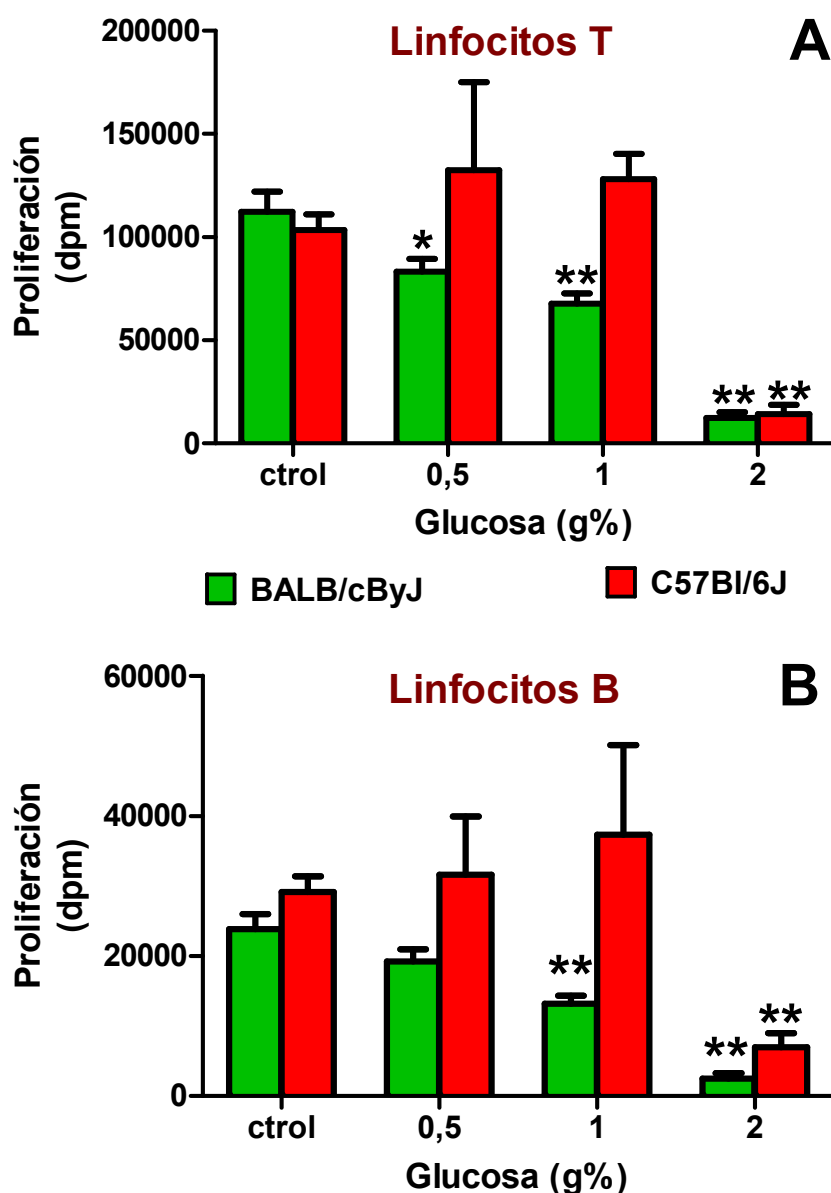 A
Linfocitos T
Proliferación
(dpm)
200000
150000
100000
50000
0
*
**
**
**
ctrol
0,5
1
2
Glucosa (g%)
BALB/cByJ
C57Bl/6J
B
Linfocitos B
Proliferación
(dpm)
60000
40000
20000
0
**
**
**
ctrol
0,5
1
2
Glucosa (g%)